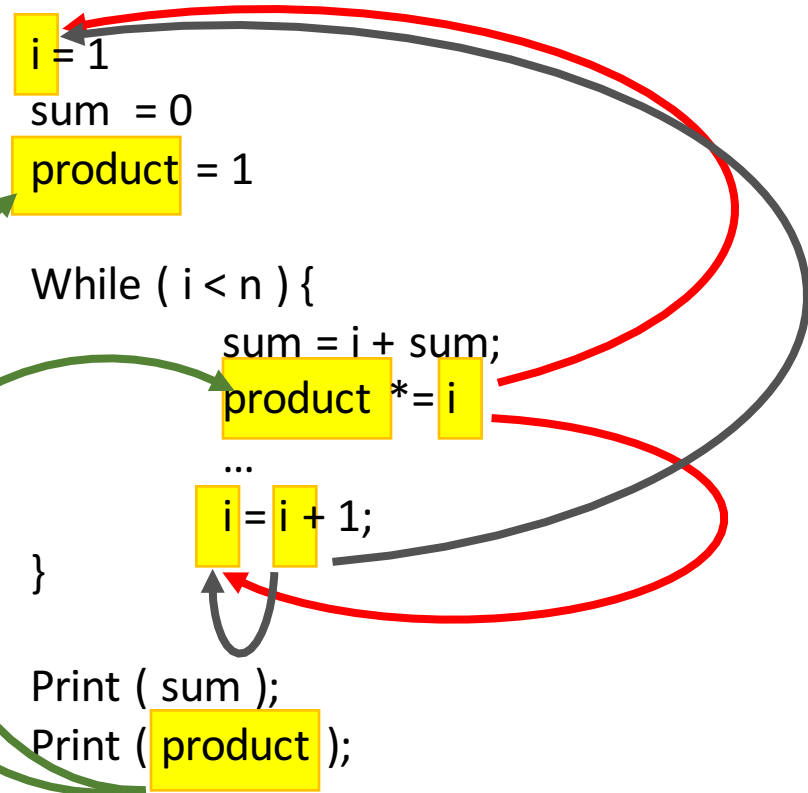 i = 1
sum = 0
product = 1
While ( i < n ) {
sum = i + sum;
product *= i
...
i = i + 1;
}
Print ( sum );
Print ( product );